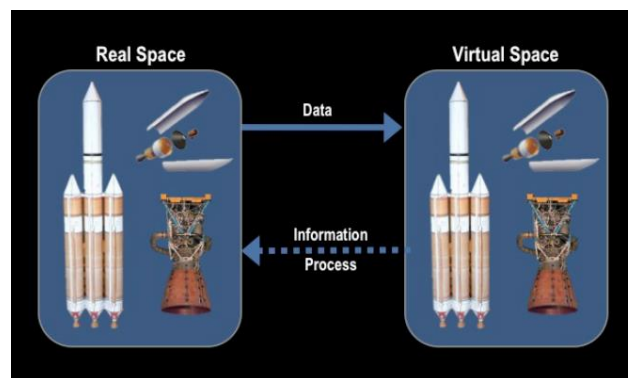 Real Space
Virtual Space
Data
Information
Process